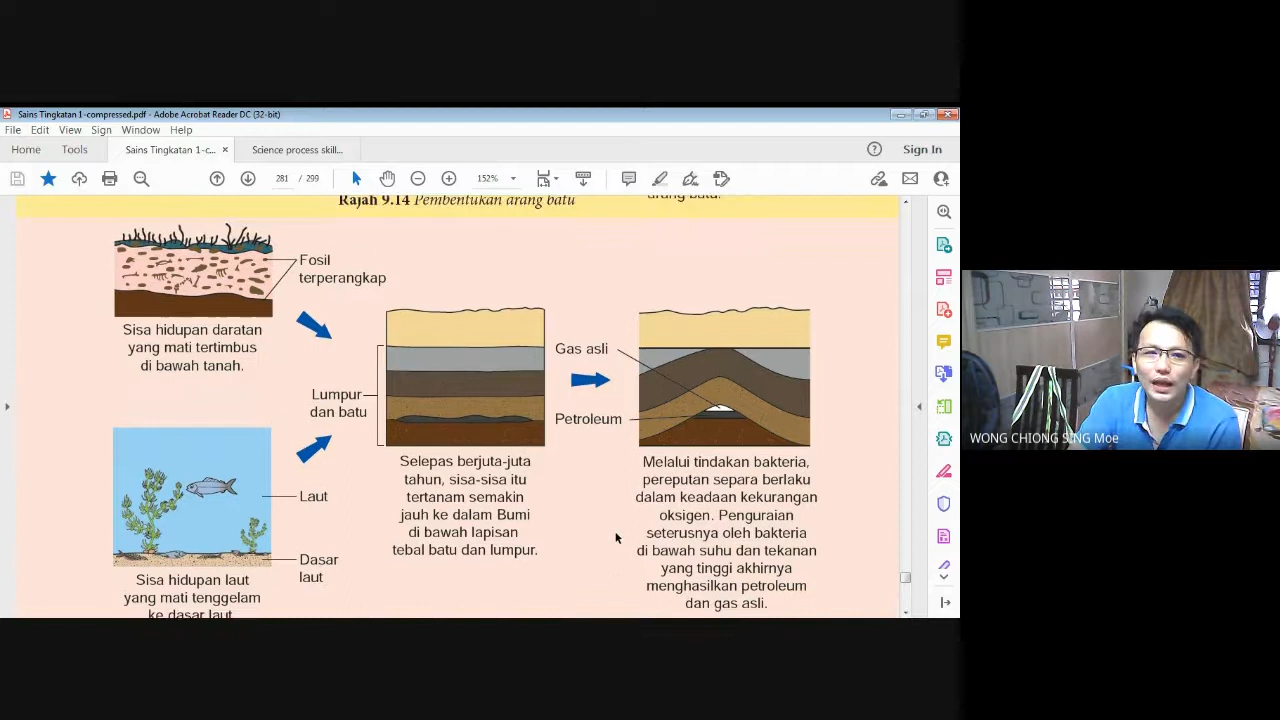 Sains Tingkatan 1-compressed.pdf - Adobe Acrobat Reader DC (32-bit)
File Edit View Sign Window Help
Home Tools Sains Tingkatan 1-c... × Science process skill... Sign In
281 / 299 152%
Rajah 9.14 Pembentukan arang batu
arang batu.
Fosil
terperangkap
Sisa hidupan daratan
yang mati tertimbus
di bawah tanah.
Lumpur
dan batu
Gas asli
Petroleum
Laut
Dasar
laut
Sisa hidupan laut
yang mati tenggelam
ke dasar laut
Selepas berjuta-juta
tahun, sisa-sisa itu
tertanam semakin
jauh ke dalam Bumi
di bawah lapisan
tebal batu dan lumpur.
Melalui tindakan bakteria,
pereputan separa berlaku
dalam keadaan kekurangan
oksigen. Penguraian
seterusnya oleh bakteria
di bawah suhu dan tekanan
yang tinggi akhirnya
menghasilkan petroleum
dan gas asli.
WONG CHIONG SING Moe